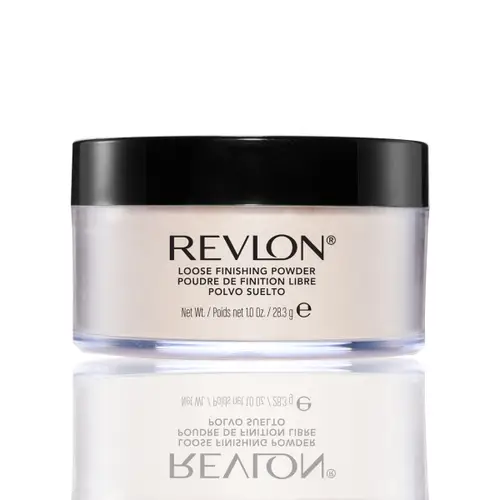 REVLON®
LOOSE FINISHING POWDER
POUDRE DE FINITION LIBRE
POLVO SUELTO
Net Wt. / Poids net 1.0 Oz. / 28.3 g ℮